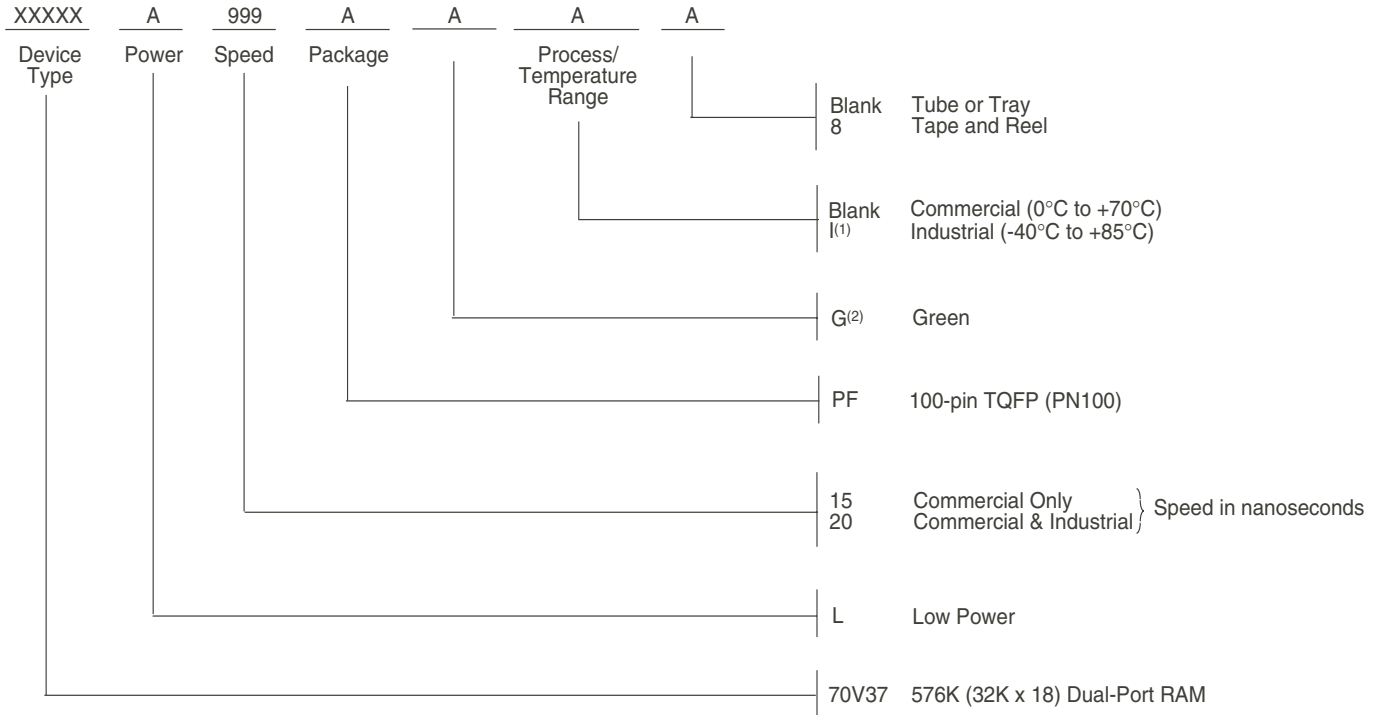 XXXXX A 999 A A A A
Device Type Power Speed Package Process/ Temperature Range
Blank Tube or Tray
8 Tape and Reel
Blank Commercial (0°C to +70°C)
I(1) Industrial (-40°C to +85°C)
G(2) Green
PF 100-pin TQFP (PN100)
15 Commercial Only
20 Commercial & Industrial
Speed in nanoseconds
L Low Power
70V37 576K (32K x 18) Dual-Port RAM